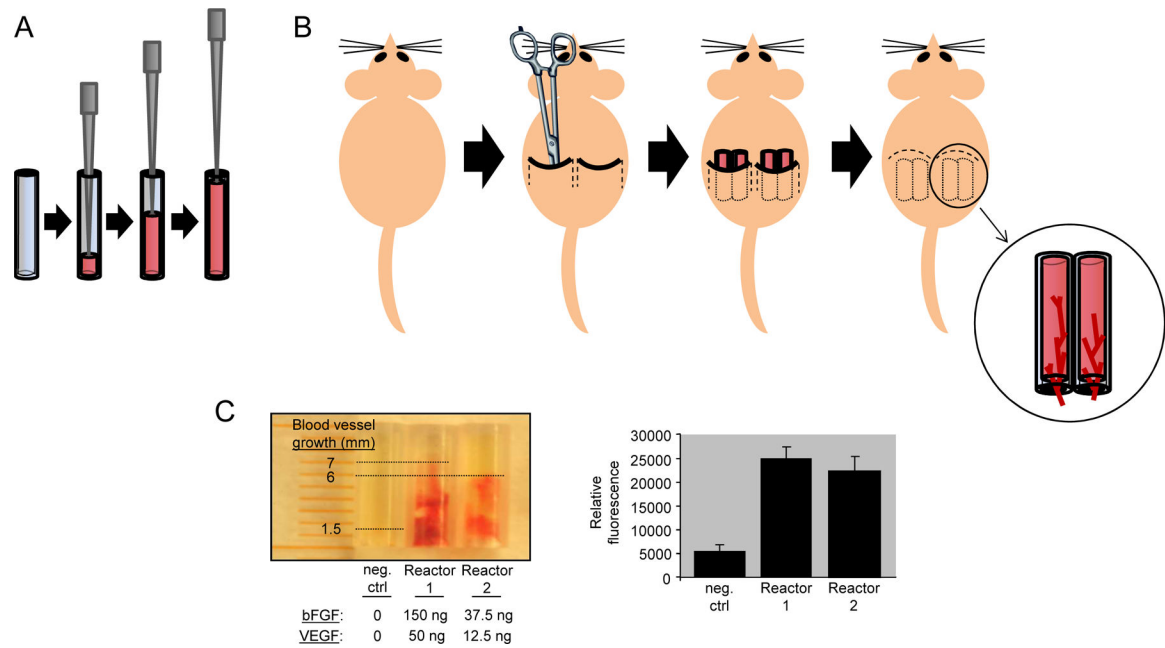 A
B
C
Blood vessel
growth (mm)
7
6
1.5
neg.
ctrl
Reactor
1
Reactor
2
bFGF: 0 150 ng 37.5 ng
VEGF: 0 50 ng 12.5 ng
Relative
fluorescence
30000
25000
20000
15000
10000
5000
0
neg.
ctrl
Reactor
1
Reactor
2